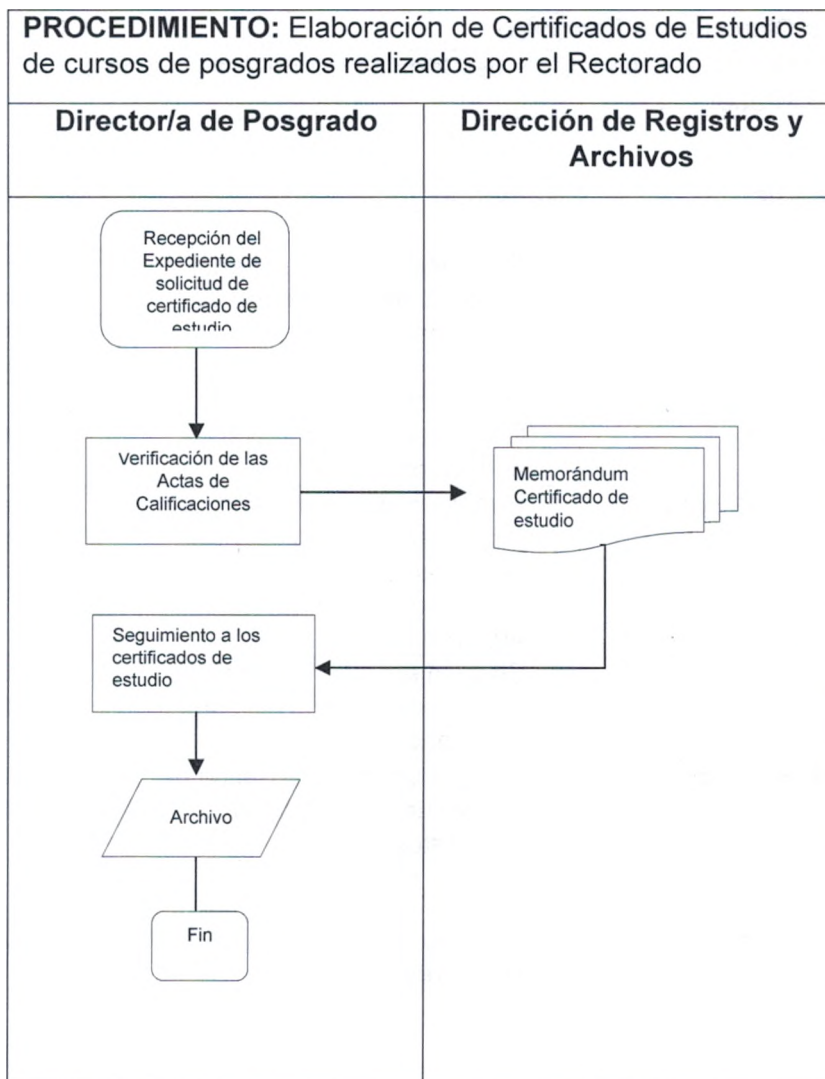 PROCEDIMIENTO: Elaboración de Certificados de Estudios
de cursos de posgrados realizados por el Rectorado
Director/a de Posgrado
Dirección de Registros y
Archivos
Recepción del
Expediente de
solicitud de
certificado de
estudio
Verificación de las
Actas de
Calificaciones
Memorándum
Certificado de
estudio
Seguimiento a los
certificados de
estudio
Archivo
Fin